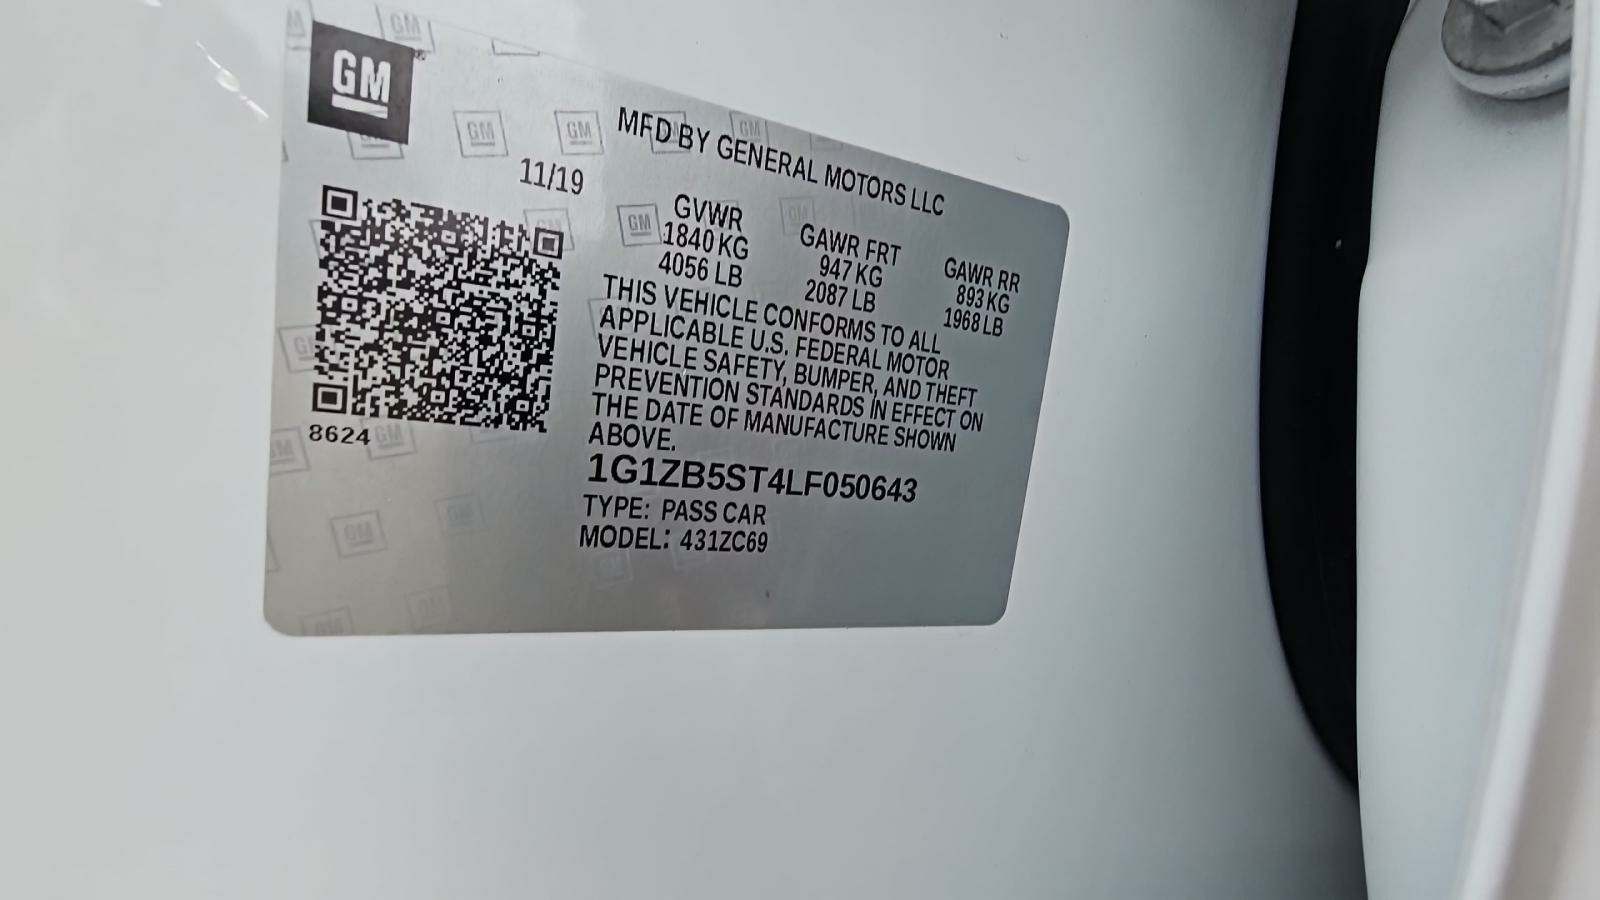 GM
MFD BY GENERAL MOTORS LLC
11/19
GVWR
1840 KG
4056 LB
GAWR FRT
947 KG
2087 LB
GAWR RR
893 KG
1968 LB
THIS VEHICLE CONFORMS TO ALL
APPLICABLE U.S. FEDERAL MOTOR
VEHICLE SAFETY, BUMPER, AND THEFT
PREVENTION STANDARDS IN EFFECT ON
THE DATE OF MANUFACTURE SHOWN
ABOVE.
8624
1G1ZB5ST4LF050643
TYPE: PASS CAR
MODEL: 431ZC69